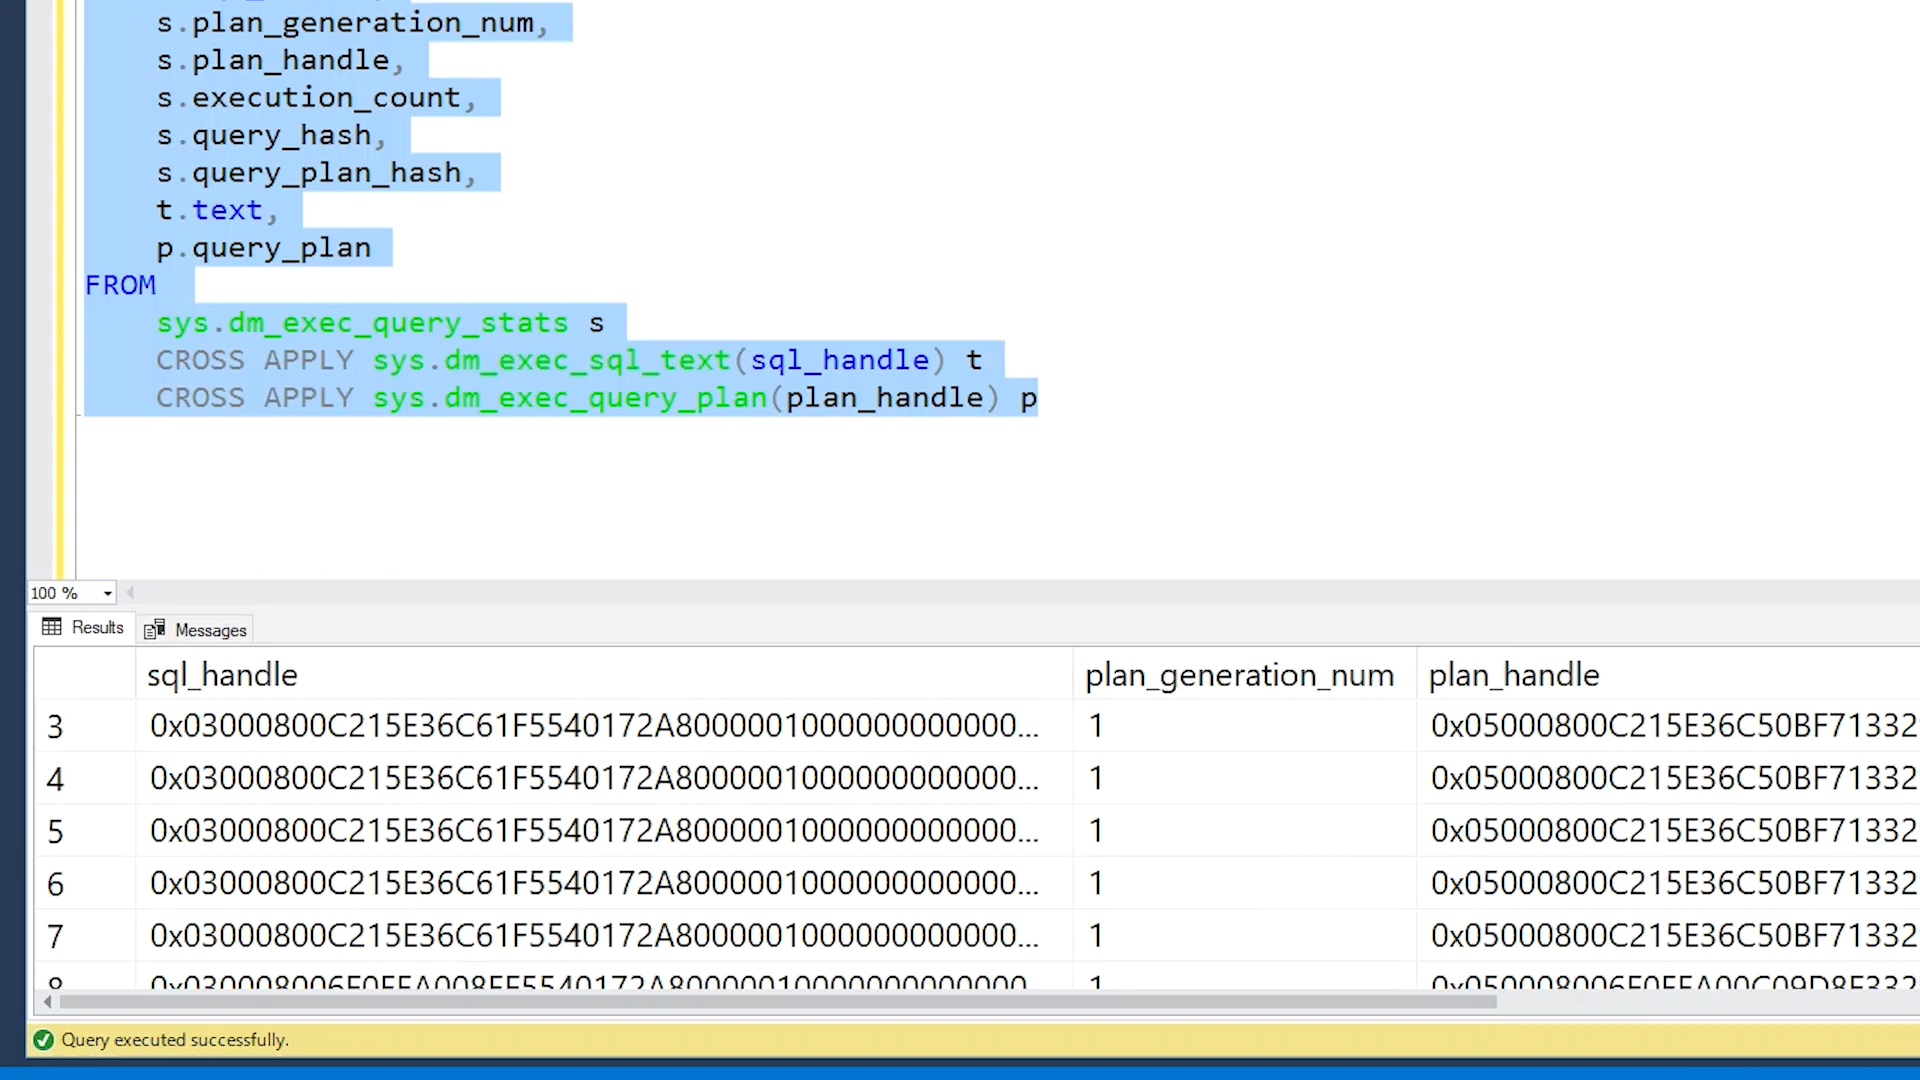 s.plan_generation_num,
s.plan_handle,
s.execution_count,
s.query_hash,
s.query_plan_hash,
t.text,
p.query_plan
FROM
sys.dm_exec_query_stats s
CROSS APPLY sys.dm_exec_sql_text(sql_handle) t
CROSS APPLY sys.dm_exec_query_plan(plan_handle) p
100 %
Results Messages
sql_handle plan_generation_num plan_handle
3 0x03000800C215E36C61F5540172A8000001000000000000... 1 0x05000800C215E36C50BF71332
4 0x03000800C215E36C61F5540172A8000001000000000000... 1 0x05000800C215E36C50BF71332
5 0x03000800C215E36C61F5540172A8000001000000000000... 1 0x05000800C215E36C50BF71332
6 0x03000800C215E36C61F5540172A8000001000000000000... 1 0x05000800C215E36C50BF71332
7 0x03000800C215E36C61F5540172A8000001000000000000... 1 0x05000800C215E36C50BF71332
8 1
Query executed successfully.